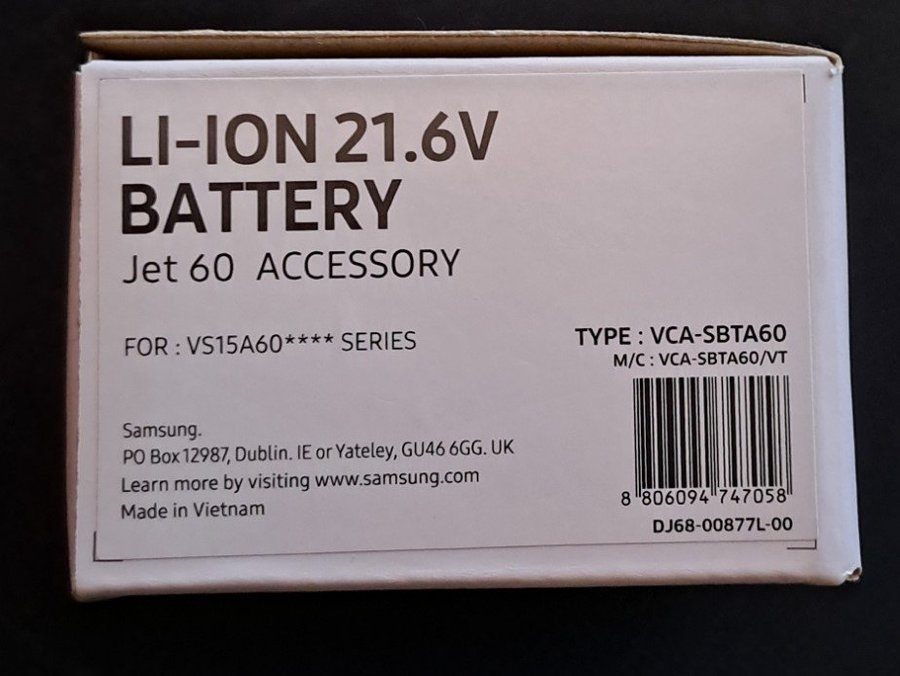 LI-ION 21.6V
BATTERY
Jet 60 ACCESSORY
FOR : VS15A60**** SERIES
TYPE : VCA-SBTA60
M/C : VCA-SBTA60/VT
Samsung.
PO Box 12987, Dublin. IE or Yateley, GU46 6GG. UK
Learn more by visiting www.samsung.com
Made in Vietnam
8 806094 747058
DJ68-00877L-00